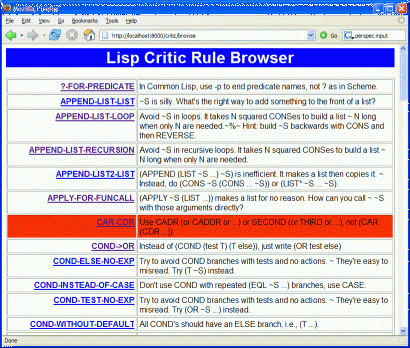 Mozilla Firefox
File Edit View Go Bookmarks Tools Help
http://localhost:8000/critic/browse Go perspec input
Lisp Critic Rule Browser
?-FOR-PREDICATE In Common Lisp, use -p to end predicate names, not ? as in Scheme.
APPEND-LIST-LIST ~S is silly. What's the right way to add something to the front of a list?
APPEND-LIST-LOOP Avoid ~S in loops. It takes N squared CONSes to build a list ~ N long
when only N are needed.~%~ Hint: build ~S backwards with CONS and
then REVERSE.
APPEND-LIST-RECURSION Avoid ~S in recursive loops. It takes N squared CONSes to build a list ~
N long when only N are needed.
APPEND-LIST2-LIST (APPEND (LIST ~S ...) ~S) is inefficient. It makes a list then copies it. ~
Instead, do (CONS ~S (CONS ... ~S)) or (LIST* ~S ... ~S).
APPLY-FOR-FUNCALL (APPLY ~S (LIST ...)) makes a list for no reason. How can you call ~ ~S
with those arguments directly?
CAR-CDR Use CADR (or CADDR or ...) or SECOND (or THIRD or ...), not (CAR
(CDR ...)).
COND->OR Instead of (COND (test T) (T else)), just write (OR test else)
COND-ELSE-NO-EXP Try to avoid COND branches with tests and no actions. ~ They're easy to
misread. Try (T ~S) instead.
COND-INSTEAD-OF-CASE Don't use COND with repeated (EQL ~S ...) branches, use CASE.
COND-TEST-NO-EXP Try to avoid COND branches with tests and no actions. ~ They're easy to
misread. Try (OR ~S ...) instead.
COND-WITHOUT-DEFAULT All COND's should have an ELSE branch, i.e., (T ...).
Done